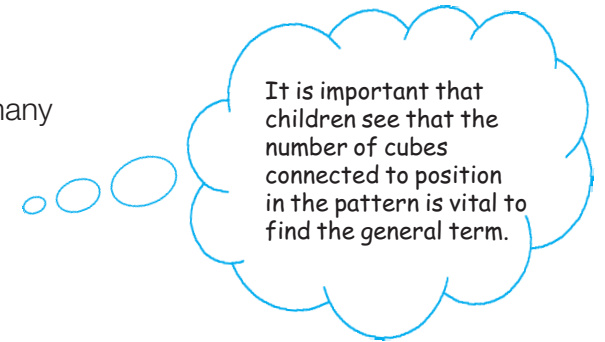 many
It is important that
children see that the
number of cubes
connected to position
in the pattern is vital to
find the general term.